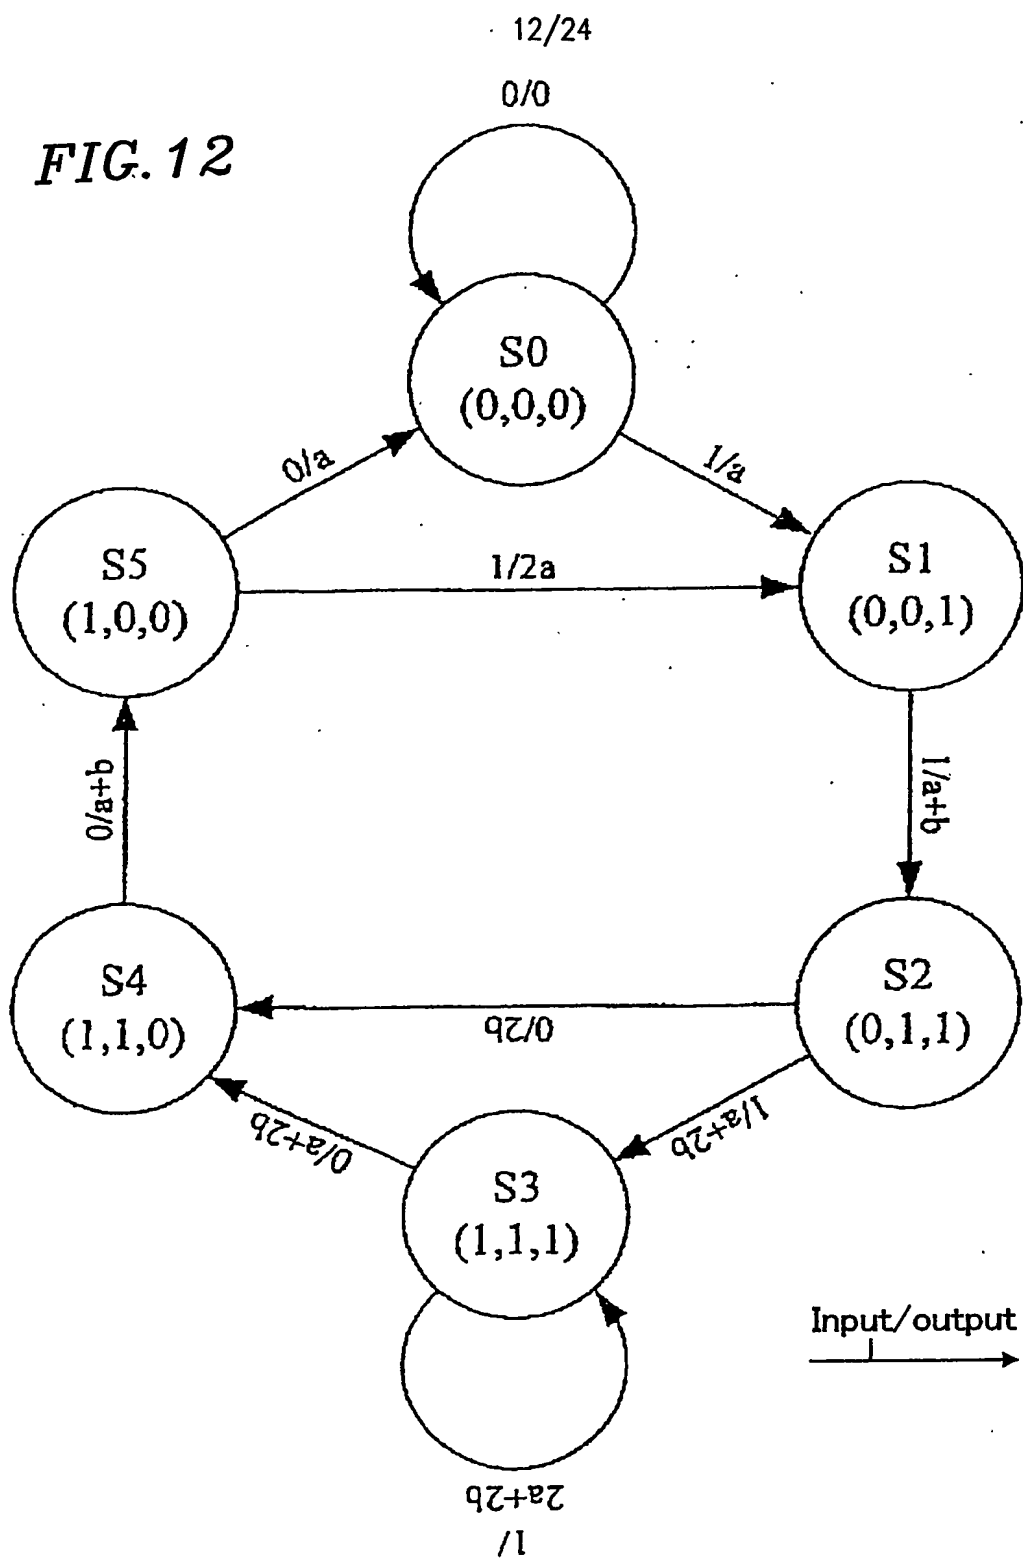 12/24
0/0
FIG. 12
S0
(0,0,0)
0/a
1/a
S5
(1,0,0)
1/2a
S1
(0,0,1)
0/a+b
1/a+b
S4
(1,1,0)
0/2b
S2
(0,1,1)
0/a+2b
1/a+2b
S3
(1,1,1)
Input/output
1/
2a+2b